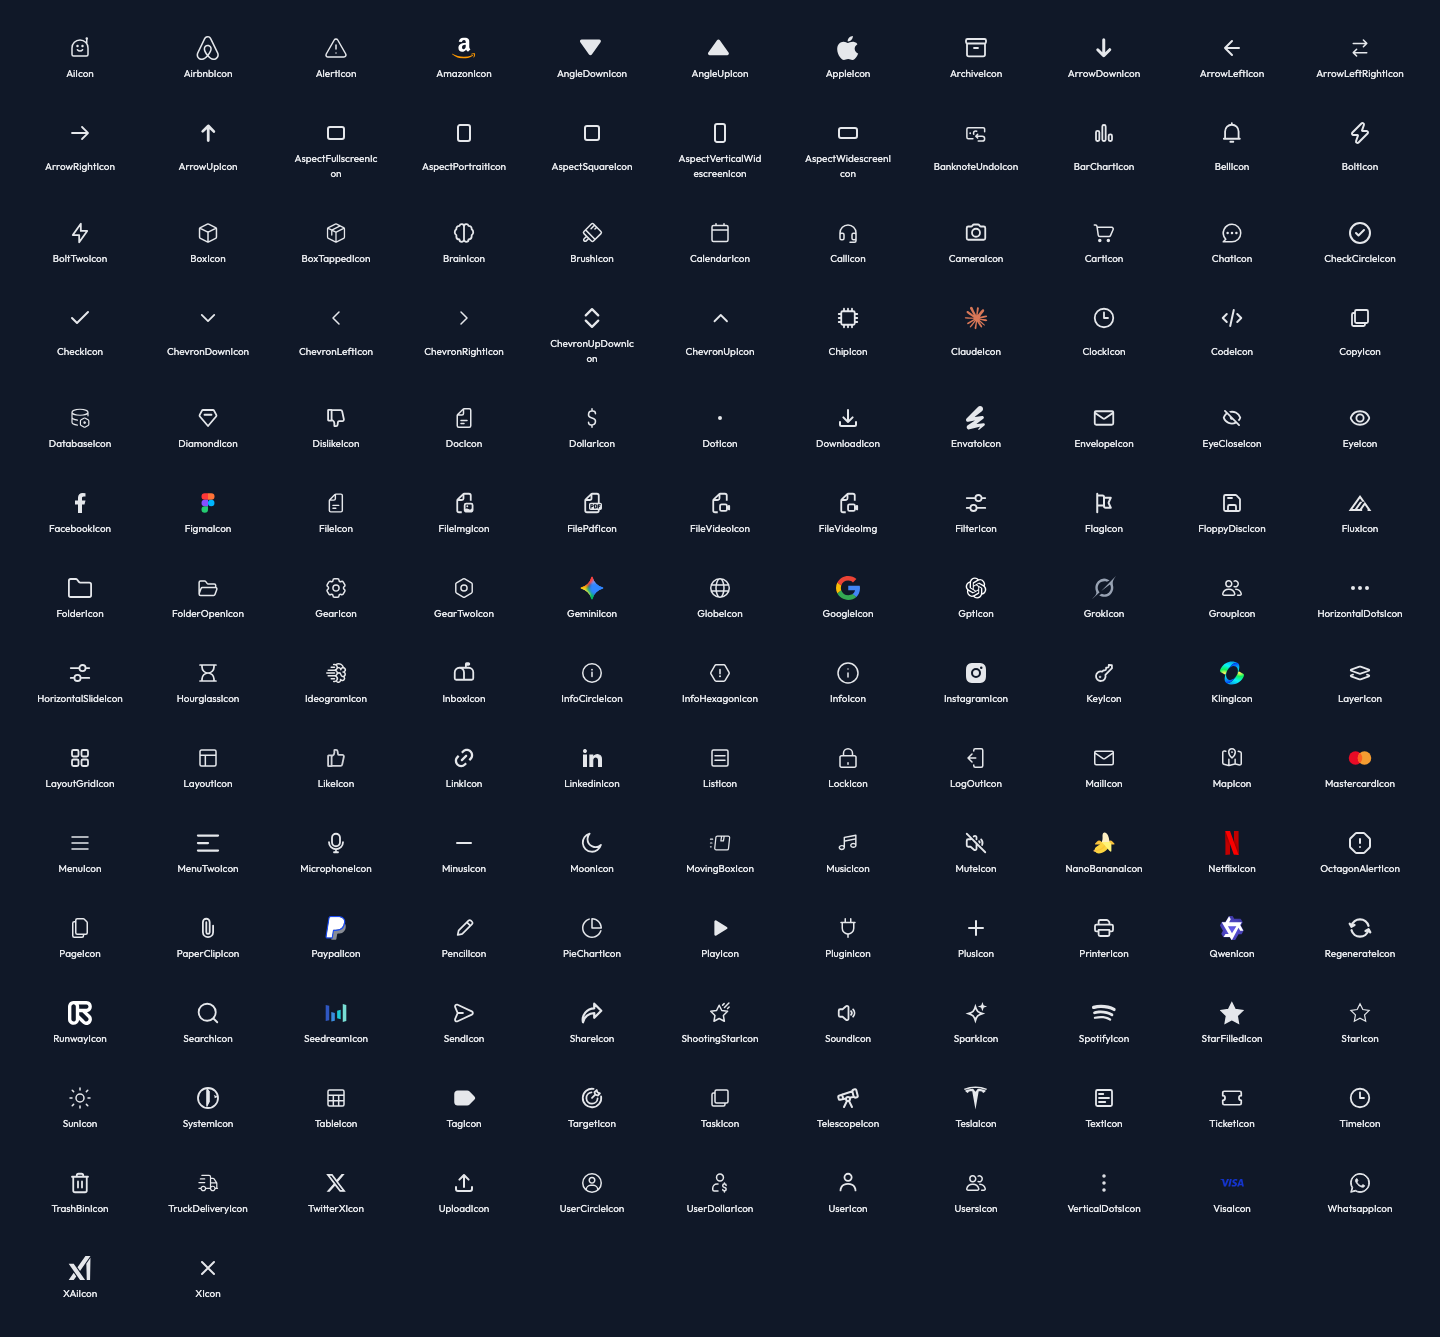 AiIcon
AirbnbIcon
AlertIcon
AmazonIcon
AngleDownIcon
AngleUpIcon
AppleIcon
ArchiveIcon
ArrowDownIcon
ArrowLeftIcon
ArrowLeftRightIcon
ArrowRightIcon
ArrowUpIcon
AspectFullscreenIc
on
AspectPortraitIcon
AspectSquareIcon
AspectVerticalWid
escreenIcon
AspectWidescreenI
con
BanknoteUndoIcon
BarChartIcon
BellIcon
BoltIcon
BoltTwoIcon
BoxIcon
BoxTappedIcon
BrainIcon
BrushIcon
CalendarIcon
CallIcon
CameraIcon
CartIcon
ChatIcon
CheckCircleIcon
CheckIcon
ChevronDownIcon
ChevronLeftIcon
ChevronRightIcon
ChevronUpDownIc
on
ChevronUpIcon
ChipIcon
ClaudeIcon
ClockIcon
CodeIcon
CopyIcon
DatabaseIcon
DiamondIcon
DislikeIcon
DocIcon
DollarIcon
DotIcon
DownloadIcon
EnvatoIcon
EnvelopeIcon
EyeCloseIcon
EyeIcon
FacebookIcon
FigmaIcon
FileIcon
FileImgIcon
PDF
FilePdfIcon
FileVideoIcon
FileVideoImg
FilterIcon
FlagIcon
FloppyDiscIcon
FluxIcon
FolderIcon
FolderOpenIcon
GearIcon
GearTwoIcon
GeminiIcon
GlobeIcon
GoogleIcon
GptIcon
GrokIcon
GroupIcon
HorizontalDotsIcon
HorizontalSlideIcon
HourglassIcon
IdeogramIcon
InboxIcon
InfoCircleIcon
InfoHexagonIcon
InfoIcon
InstagramIcon
KeyIcon
KlingIcon
LayerIcon
LayoutGridIcon
LayoutIcon
LikeIcon
LinkIcon
in
LinkedinIcon
ListIcon
LockIcon
LogOutIcon
MailIcon
MapIcon
MastercardIcon
MenuIcon
MenuTwoIcon
MicrophoneIcon
MinusIcon
MoonIcon
MovingBoxIcon
MusicIcon
MuteIcon
NanoBananaIcon
NetflixIcon
OctagonAlertIcon
PageIcon
PaperClipIcon
PaypalIcon
PencilIcon
PieChartIcon
PlayIcon
PluginIcon
PlusIcon
PrinterIcon
QwenIcon
RegenerateIcon
RunwayIcon
SearchIcon
SeedreamIcon
SendIcon
ShareIcon
ShootingStarIcon
SoundIcon
SparkIcon
SpotifyIcon
StarFilledIcon
StarIcon
SunIcon
SystemIcon
TableIcon
TagIcon
TargetIcon
TaskIcon
TelescopeIcon
TeslaIcon
TextIcon
TicketIcon
TimeIcon
TrashBinIcon
TruckDeliveryIcon
TwitterXIcon
UploadIcon
UserCircleIcon
UserDollarIcon
UserIcon
UsersIcon
VerticalDotsIcon
VISA
VisaIcon
WhatsappIcon
XAiIcon
XIcon